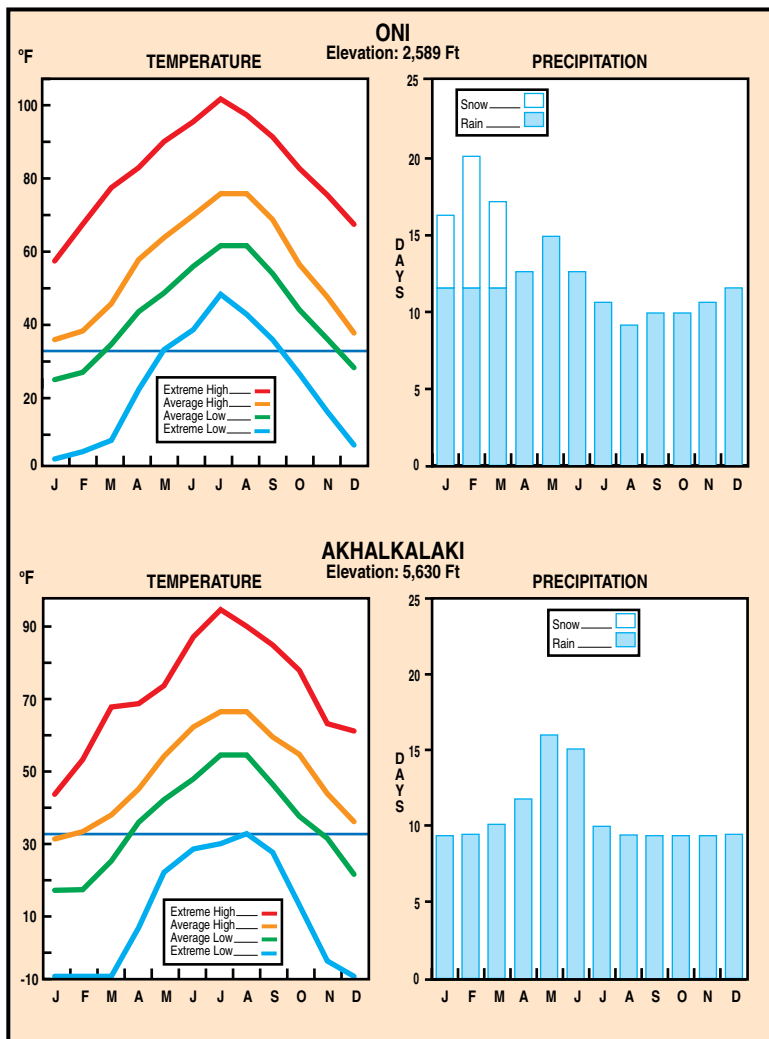 ONI
Elevation: 2,589 Ft
ºF
TEMPERATURE
PRECIPITATION
100
80
60
40
20
0
Extreme High
Average High
Average Low
Extreme Low
J F M A M J J A S O N D
25
20
15
10
5
0
DAYS
Snow
Rain
J F M A M J J A S O N D
AKHALKALAKI
Elevation: 5,630 Ft
ºF
TEMPERATURE
PRECIPITATION
90
70
50
30
10
-10
Extreme High
Average High
Average Low
Extreme Low
J F M A M J J A S O N D
25
20
15
10
5
0
DAYS
Snow
Rain
J F M A M J J A S O N D